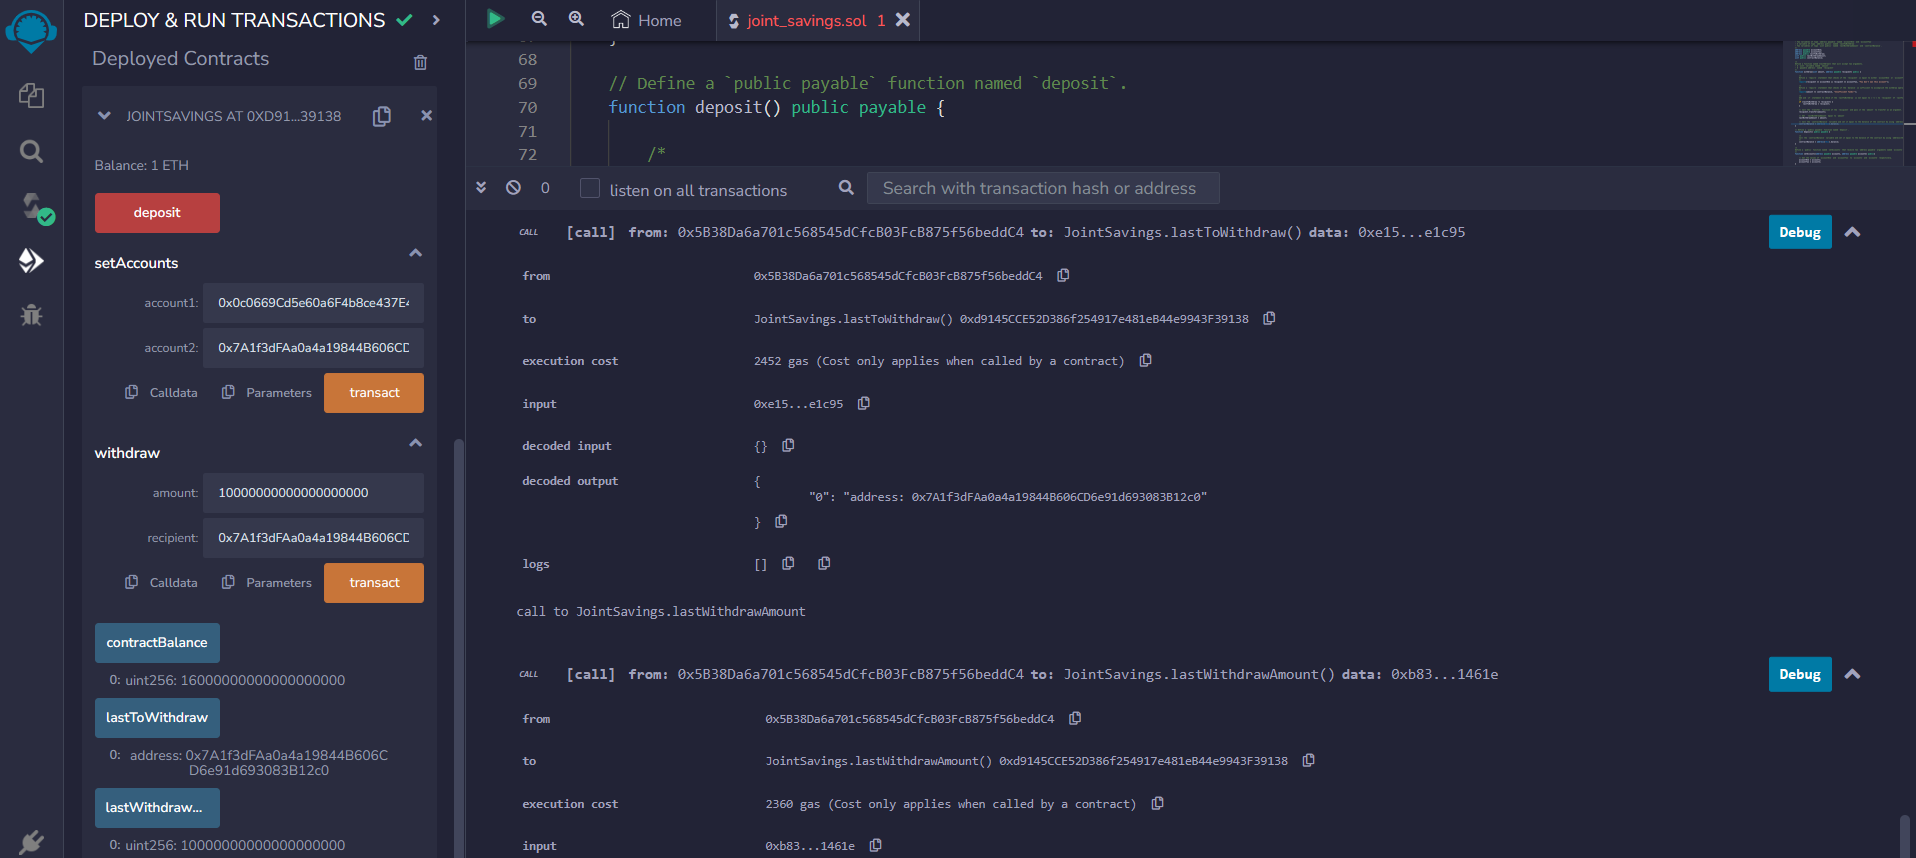 DEPLOY & RUN TRANSACTIONS
Deployed Contracts
JOINTSAVINGS AT 0XD91...39138
Balance: 1 ETH
deposit
setAccounts
account1: 0x0c0669Cd5e60a6F4b8ce437E4
account2: 0x7A1f3dFAa0a4a19844B606CD
Calldata Parameters transact
withdraw
amount: 10000000000000000000
recipient: 0x7A1f3dFAa0a4a19844B606CD
Calldata Parameters transact
contractBalance
0: uint256: 16000000000000000000
lastToWithdraw
0: address: 0x7A1f3dFAa0a4a19844B606C
D6e91d693083B12c0
lastWithdraw...
0: uint256: 10000000000000000000
Home joint_savings.sol 1
68
69 // Define a `public payable` function named `deposit`.
70 function deposit() public payable {
71
72 /*
0 listen on all transactions Search with transaction hash or address
CALL [call] from: 0x5B38Da6a701c568545dCfcB03FcB875f56beddC4 to: JointSavings.lastToWithdraw() data: 0xe15...e1c95 Debug
from 0x5B38Da6a701c568545dCfcB03FcB875f56beddC4
to JointSavings.lastToWithdraw() 0xd9145CCE52D386f254917e481eB44e9943F39138
execution cost 2452 gas (Cost only applies when called by a contract)
input 0xe15...e1c95
decoded input {}
decoded output {
"0": "address: 0x7A1f3dFAa0a4a19844B606CD6e91d693083B12c0"
}
logs []
call to JointSavings.lastWithdrawAmount
CALL [call] from: 0x5B38Da6a701c568545dCfcB03FcB875f56beddC4 to: JointSavings.lastWithdrawAmount() data: 0xb83...1461e Debug
from 0x5B38Da6a701c568545dCfcB03FcB875f56beddC4
to JointSavings.lastWithdrawAmount() 0xd9145CCE52D386f254917e481eB44e9943F39138
execution cost 2360 gas (Cost only applies when called by a contract)
input 0xb83...1461e